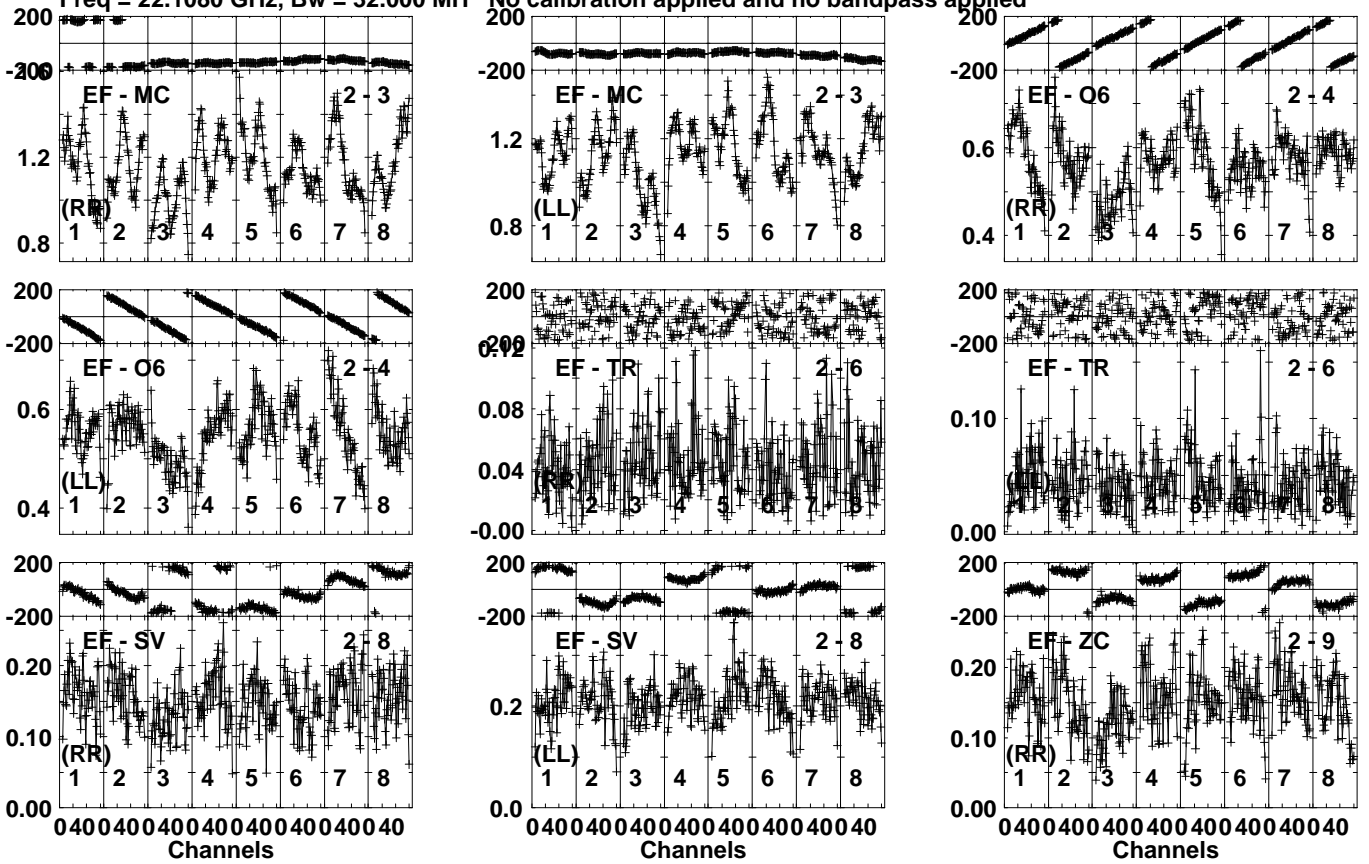 Freq = 22.1080 GHz, Bw = 32.000 MH No calibration applied and no bandpass applied
200 200 200
-200 -200 -200
1.6
EF - MC 2 - 3 EF - MC 2 - 3 EF - O6 2 - 4
1.2 1.2 0.6
(RR) (LL) (RR)
1 2 3 4 5 6 7 8 1 2 3 4 5 6 7 8 1 2 3 4 5 6 7 8
0.8 0.8 0.4
200 200 200
-200 -200 -200
0.12
EF - O6 2 - 4 EF - TR 2 - 6 EF - TR 2 - 6
0.6 0.08 0.10
0.04
(LL) (RR) (LL)
1 2 3 4 5 6 7 8 1 2 3 4 5 6 7 8 1 2 3 4 5 6 7 8
0.4 -0.00 0.00
200 200 200
-200 -200 -200
EF - SV 2 - 8 EF - SV 2 - 8 EF - ZC 2 - 9
0.20 0.2 0.20
0.10 0.10
(RR) (LL) (RR)
1 2 3 4 5 6 7 8 1 2 3 4 5 6 7 8 1 2 3 4 5 6 7 8
0.00 0.0 0.00
0 40 0 40 0 40 0 40 0 40 0 40 0 40 0 40 0 40 0 40 0 40 0 40 0 40 0 40 0 40 0 40 0 40 0 40 0 40 0 40 0 40 0 40 0 40 0 40
Channels Channels Channels